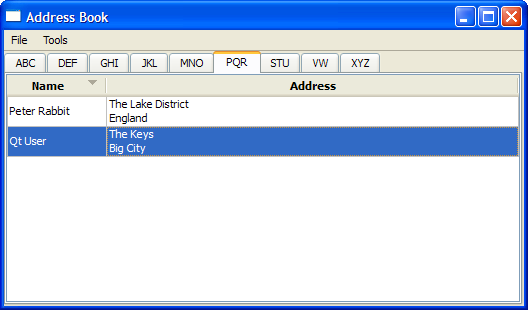 Address Book
File Tools
ABC DEF GHI JKL MNO PQR STU VW XYZ
Name Address
Peter Rabbit The Lake District
England
Qt User The Keys
Big City